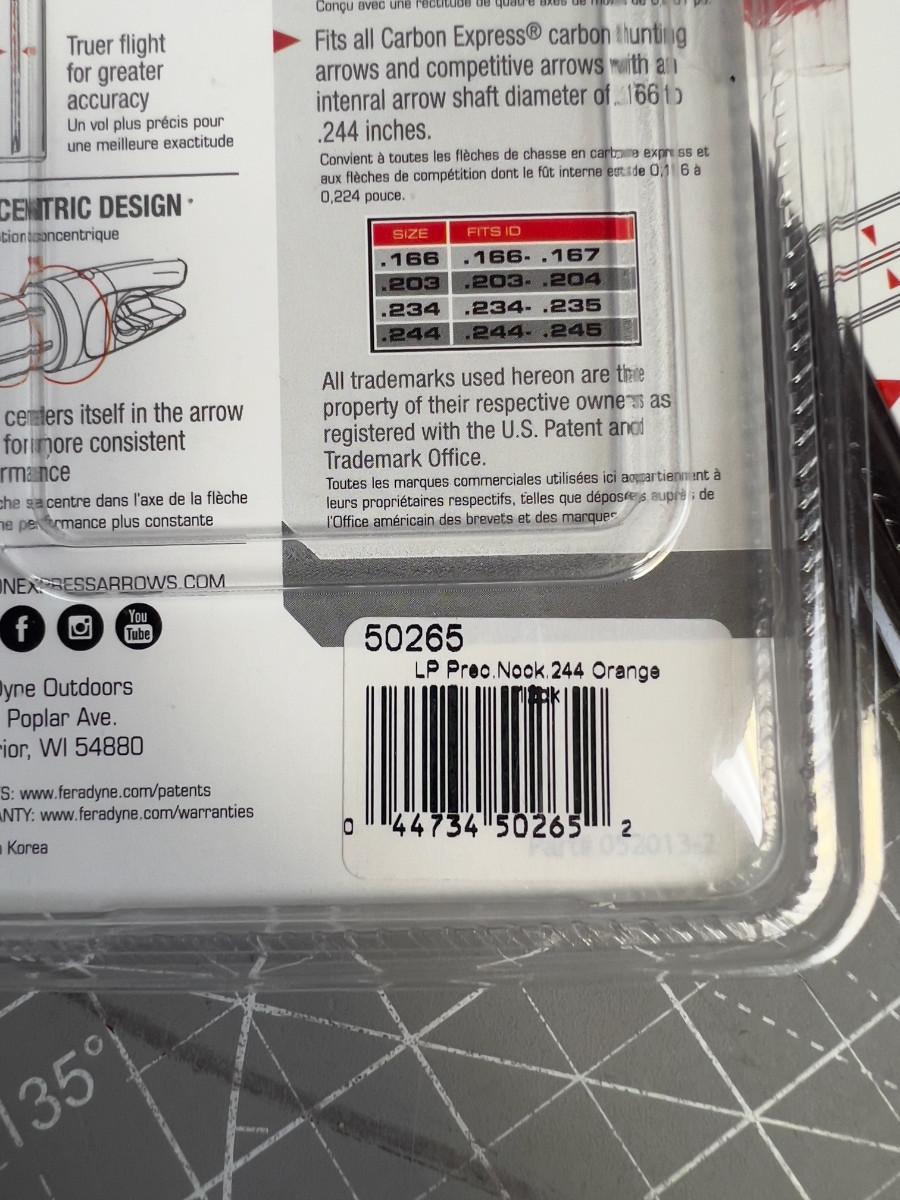 Truer flight
for greater
accuracy
Un vol plus précis pour
une meilleure exactitude
CENTRIC DESIGN
concentrique
centers itself in the arrow
for more consistent
rmance
che se centre dans l'axe de la flèche
ne performance plus constante
ONEXPRESSARROWS.COM
f
You
Tube
Dyne Outdoors
Poplar Ave.
rior, WI 54880
S: www.feradyne.com/patents
ANTY: www.feradyne.com/warranties
Korea
Conçu avec une rectitude de quatre axes de
Fits all Carbon Express® carbon hunting
arrows and competitive arrows with an
intenral arrow shaft diameter of .166 to
.244 inches.
Convient à toutes les flèches de chasse en carbone express et
aux flèches de compétition dont le fût interne est de 6 à
0,224 pouce.
SIZE FITS ID
.166 .166- .167
.203 .203- .204
.234 .234- .235
.244 .244- .245
All trademarks used hereon are the
property of their respective owners as
registered with the U.S. Patent and
Trademark Office.
Toutes les marques commerciales utilisées ici appartiennent à
leurs propriétaires respectifs, telles que déposées auprès de
l'Office américain des brevets et des marques
50265
LP Prec.Nock.244 Orange
0 44734 50265 2
Part# 052013-2
135°